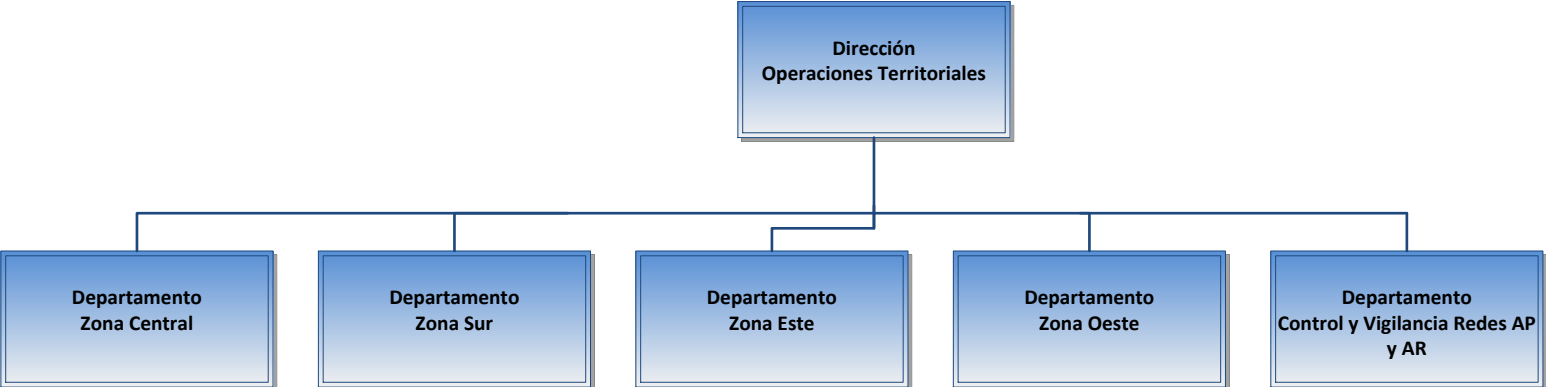 Dirección
Operaciones Territoriales
Departamento
Zona Central
Departamento
Zona Sur
Departamento
Zona Este
Departamento
Zona Oeste
Departamento
Control y Vigilancia Redes AP
y AR